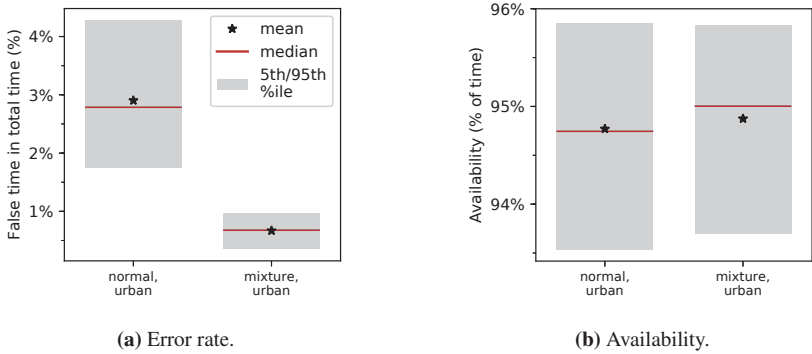 False time in total time (%)
4%
3%
2%
1%
mean
median
5th/95th
%ile
normal,
urban
mixture,
urban
(a) Error rate.
Availability (% of time)
96%
95%
94%
normal,
urban
mixture,
urban
(b) Availability.